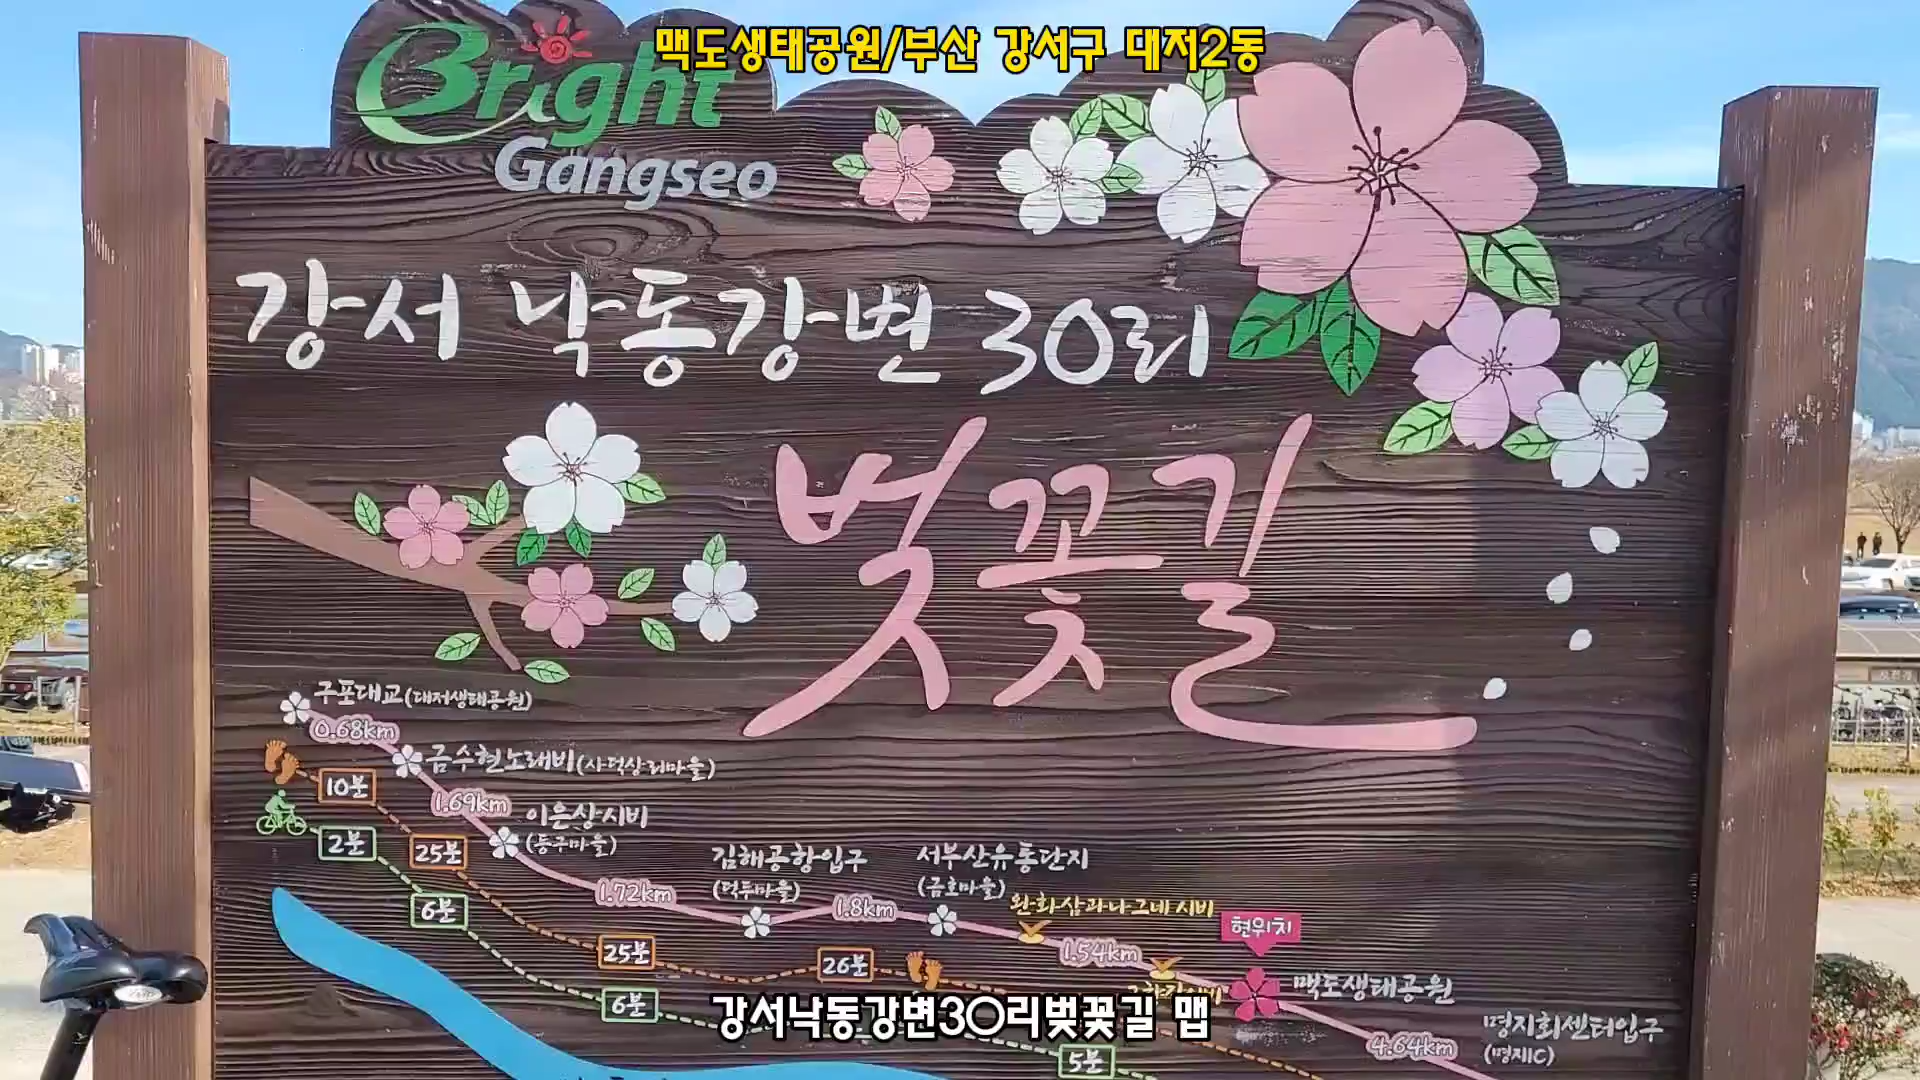 맥도생태공원/부산 강서구 대저2동
Bright
Gangseo
강서 낙동강변 30리
벚꽃길
구포대교(대저생태공원)
0.68km
금수현노래비(사덕상리마을)
10분
1.69km
이은상시비
(등구마을)
2분
25분
김해공항입구
(덕두마을)
서부산유통단지
(금호마을)
1.72km
1.8km
완화삼과나그네 시비
현위치
6분
25분
26분
1.54km
맥도생태공원
6분
강서낙동강변30리벚꽃길 맵
명지회센터입구
(명지IC)
4.64km
5분